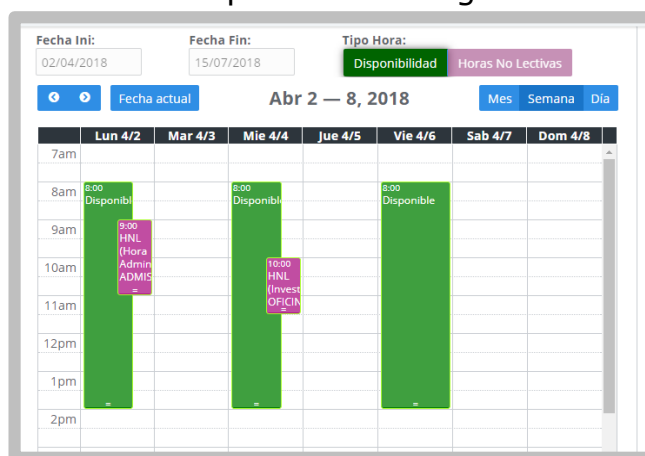 Fecha Ini: Fecha Fin: Tipo Hora:
02/04/2018 15/07/2018 Disponibilidad Horas No Lectivas
Fecha actual Abr 2 — 8, 2018 Mes Semana Día
Lun 4/2 Mar 4/3 Mie 4/4 Jue 4/5 Vie 4/6 Sab 4/7 Dom 4/8
7am
8am
9am
10am
11am
12pm
1pm
2pm
8:00
Disponibl
9:00
HNL
(Hora
Admin
ADMIS
8:00
Disponibl
10:00
HNL
(Invest
OFICIN
8:00
Disponible